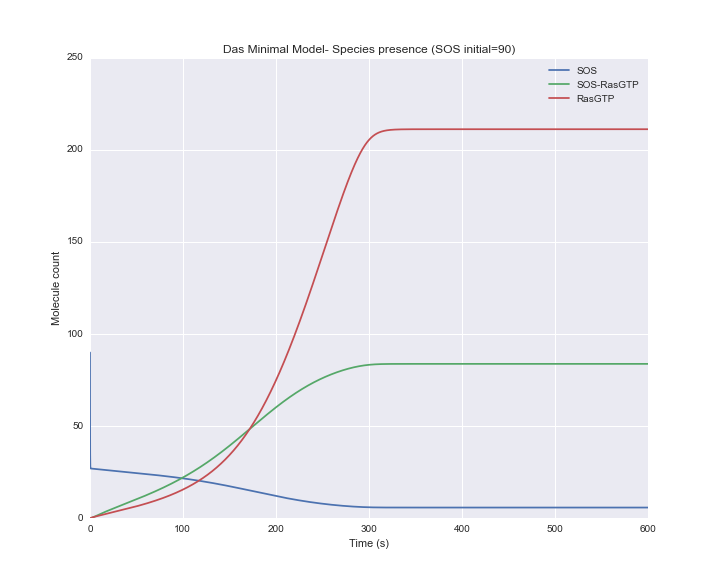 Das Minimal Model- Species presence (SOS initial=90)
SOS
SOS-RasGTP
RasGTP
250
200
150
100
50
0
Molecule count
0 100 200 300 400 500 600
Time (s)